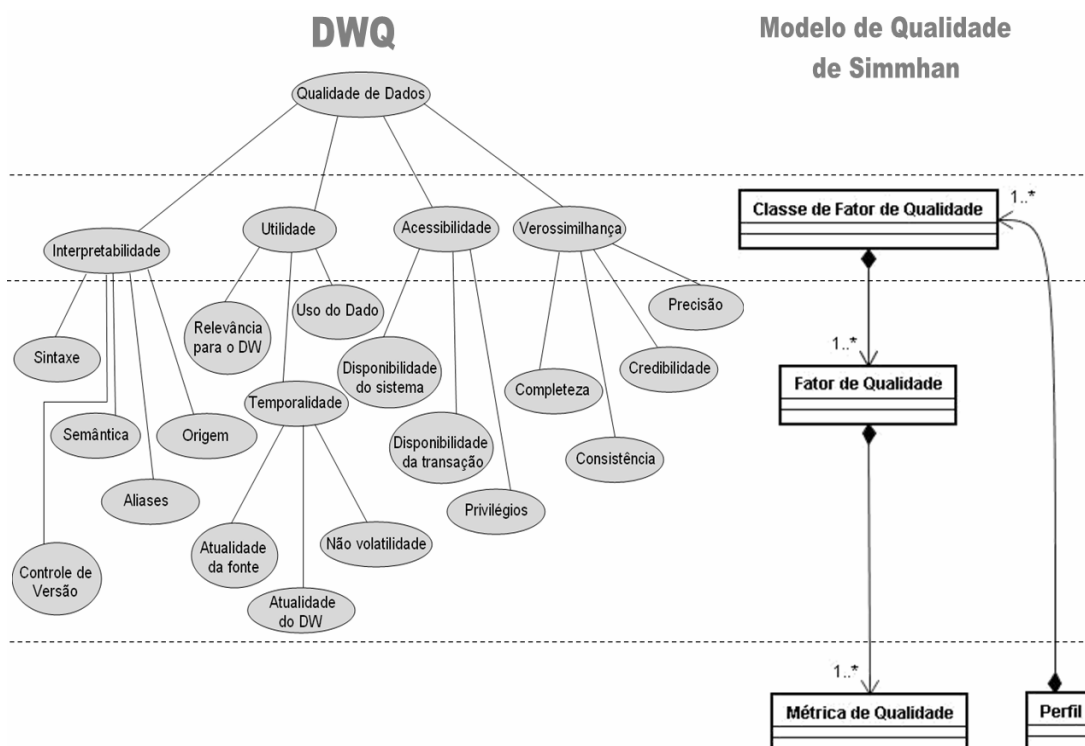 DWQ
Modelo de Qualidade
de Simmhan
Qualidade de Dados
1..*
Classe de Fator de Qualidade
Interpretabilidade
Utilidade
Acessibilidade
Verossimilhança
Sintaxe
Relevância
para o DW
Uso do Dado
Disponibilidade
do sistema
Precisão
1..*
Fator de Qualidade
Completeza
Credibilidade
Temporalidade
Semântica
Origem
Disponibilidade
da transação
Consistência
Aliases
Privilégios
Controle de
Versão
Atualidade
da fonte
Não volatilidade
Atualidade
do DW
1..*
Métrica de Qualidade
Perfil